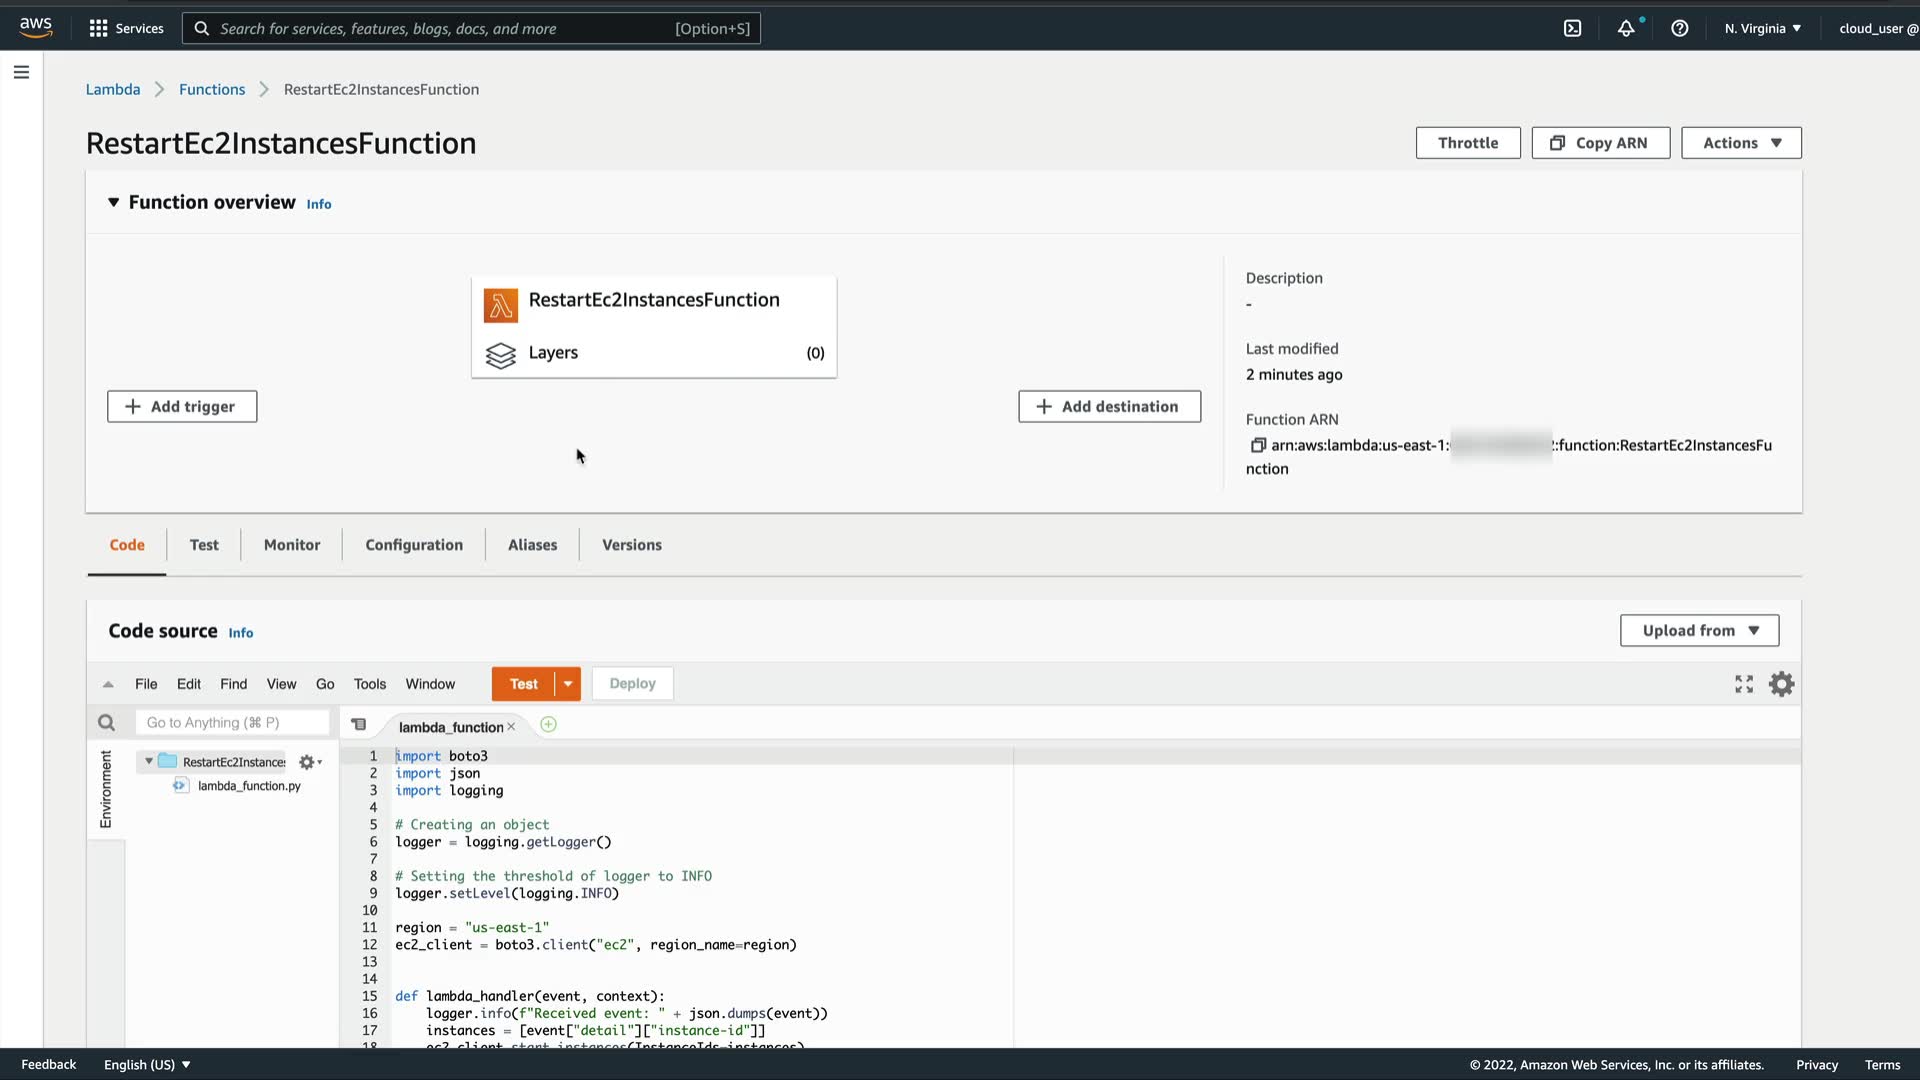 aws Services Search for services, features, blogs, docs, and more [Option+S] N. Virginia cloud_user @
Lambda Functions RestartEc2InstancesFunction
RestartEc2InstancesFunction Throttle Copy ARN Actions
Function overview Info
RestartEc2InstancesFunction
Layers (0)
+ Add trigger
+ Add destination
Description
-
Last modified
2 minutes ago
Function ARN
arn:aws:lambda:us-east-1: :function:RestartEc2InstancesFu
nction
Code Test Monitor Configuration Aliases Versions
Code source Info Upload from
File Edit Find View Go Tools Window Test Deploy
Go to Anything (⌘ P) lambda_function ×
Environment
RestartEc2Instances
lambda_function.py
1 import boto3
2 import json
3 import logging
4
5 # Creating an object
6 logger = logging.getLogger()
7
8 # Setting the threshold of logger to INFO
9 logger.setLevel(logging.INFO)
10
11 region = "us-east-1"
12 ec2_client = boto3.client("ec2", region_name=region)
13
14
15 def lambda_handler(event, context):
16 logger.info(f"Received event: " + json.dumps(event))
17 instances = [event["detail"]["instance-id"]]
18 ec2_client.start_instances(InstanceIds=instances)
Feedback English (US) © 2022, Amazon Web Services, Inc. or its affiliates. Privacy Terms